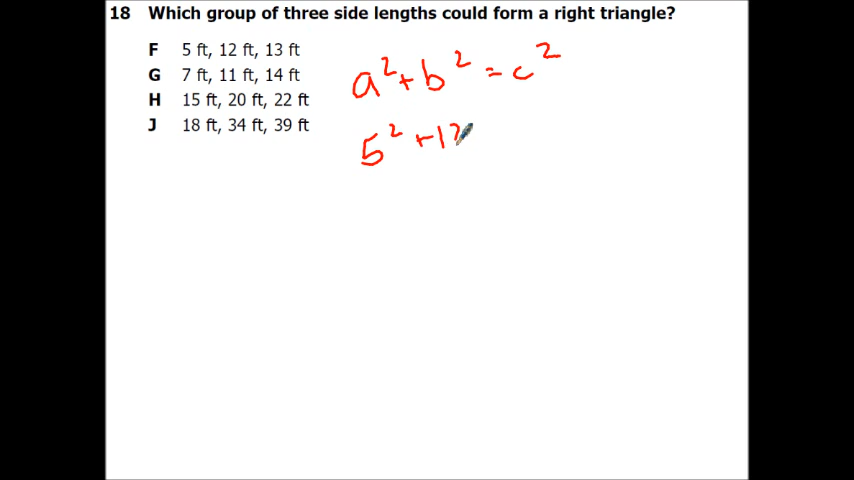 18 Which group of three side lengths could form a right triangle?
F 5 ft, 12 ft, 13 ft
G 7 ft, 11 ft, 14 ft
H 15 ft, 20 ft, 22 ft
J 18 ft, 34 ft, 39 ft
a² + b² = c²
5² + 12